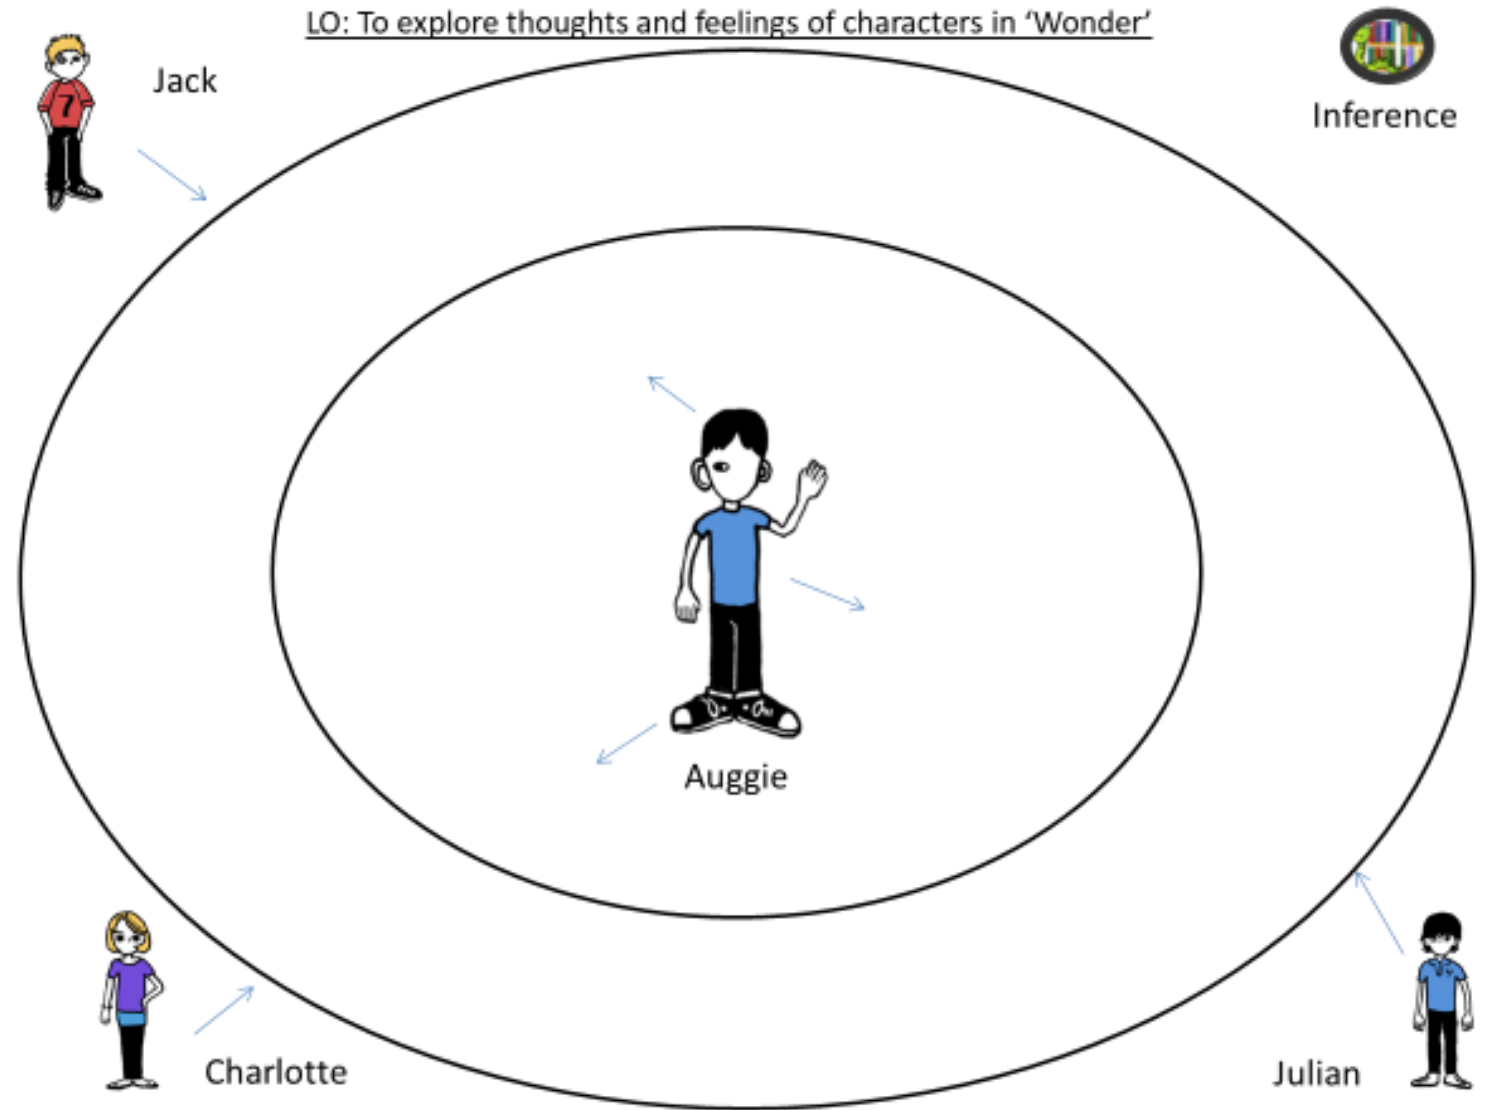 LO: To explore thoughts and feelings of characters in ‘Wonder’
Jack
Inference
7
Auggie
Charlotte
Julian